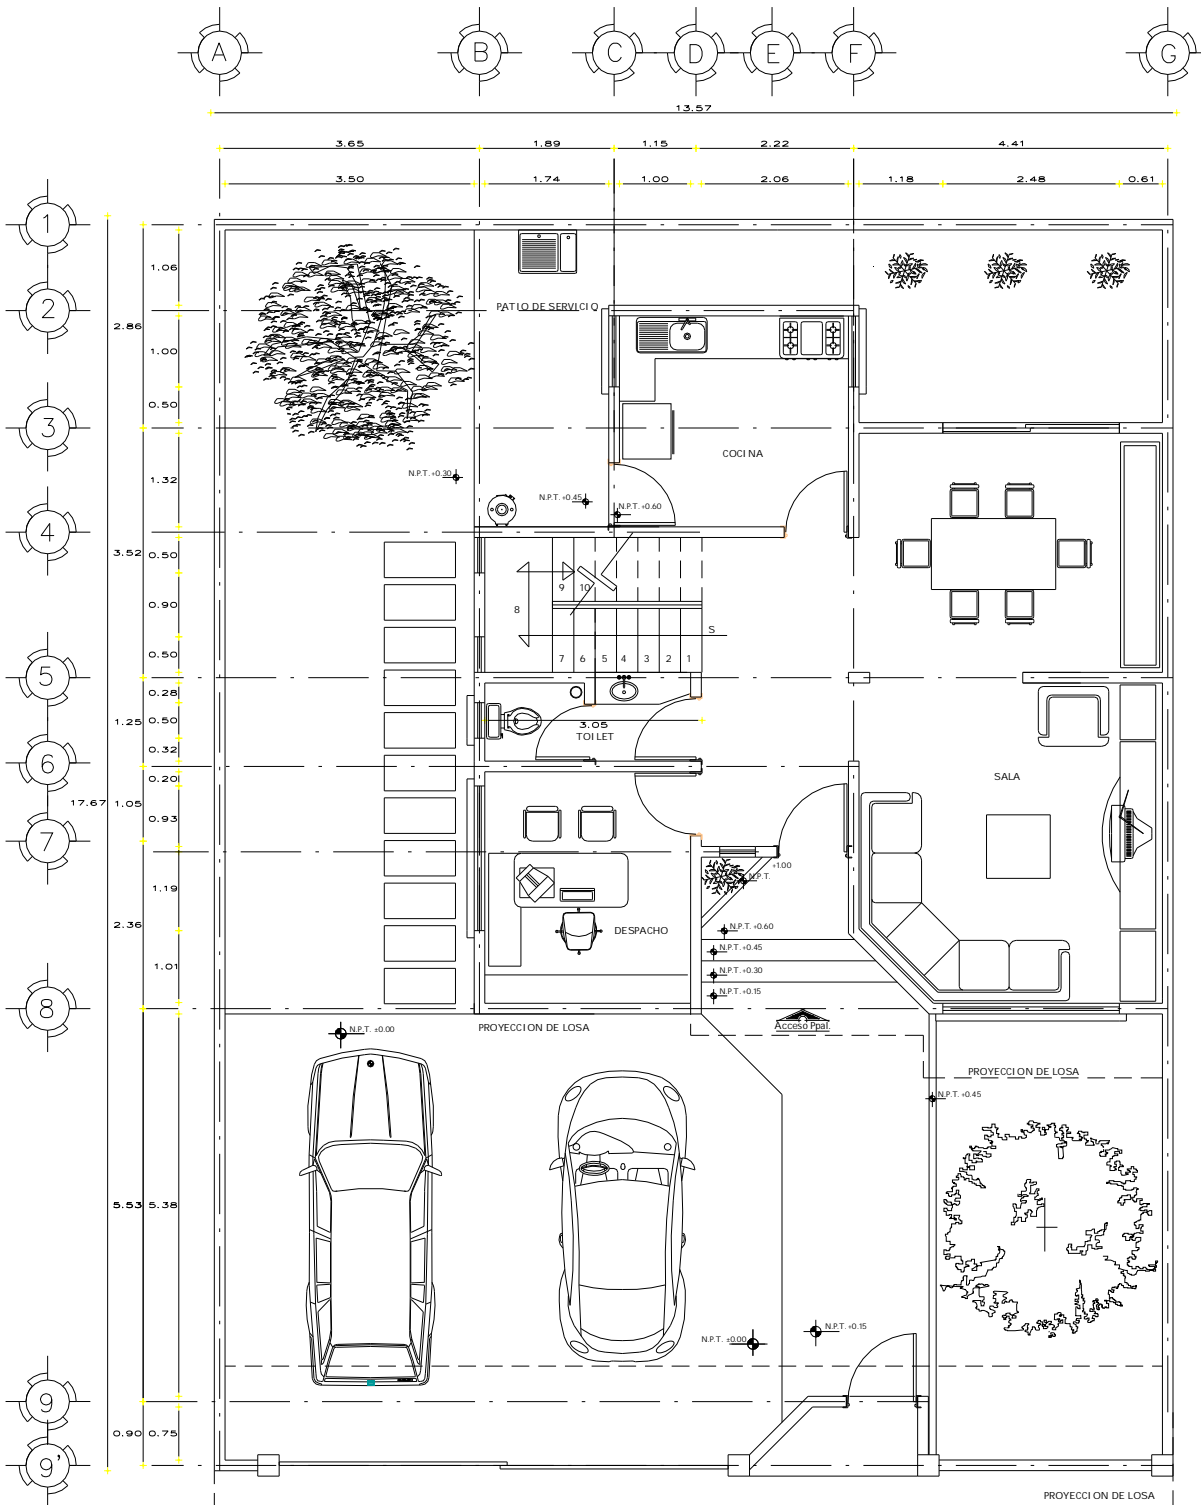 A B C D E F G
13.57
3.65 1.89 1.15 2.22 4.41
3.50 1.74 1.00 2.06 1.18 2.48 0.61
1
1.06
2
PATIO DE SERVICIO
2.86
1.00
0.50
3
COCINA
N.P.T. +0.30
1.32
N.P.T. +0.45
N.P.T. +0.60
4
3.52
0.50
9 10
0.90
8
S
0.50
7 6 5 4 3 2 1
5
0.28
1.25
0.50
3.05
TOILET
0.32
6
0.20
SALA
17.67
1.05
0.93
7
+1.00
N.P.T.
1.19
2.36
N.P.T. +0.60
DESPACHO
N.P.T. +0.45
1.01
N.P.T. +0.30
N.P.T. +0.15
8
PROYECCION DE LOSA
N.P.T. ±0.00
Acceso Ppal.
PROYECCION DE LOSA
N.P.T. +0.45
5.53
5.38
N.P.T. ±0.00
N.P.T. +0.15
9
0.90
0.75
9'
PROYECCION DE LOSA